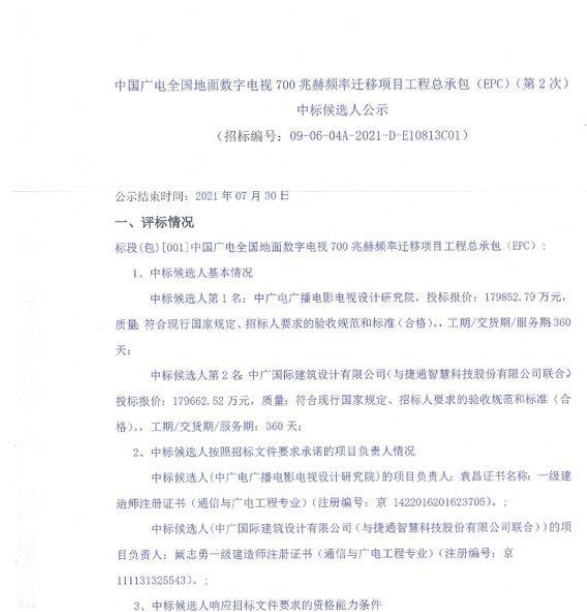 中国广电全国地面数字电视 700 兆赫频率迁移项目工程总承包（EPC）（第 2 次）
中标候选人公示
（招标编号：09-06-04A-2021-D-E10813C01）
公示结束时间：2021 年 07 月 30 日
一、评标情况
标段(包)[001]中国广电全国地面数字电视 700 兆赫频率迁移项目工程总承包（EPC）：
1、中标候选人基本情况
中标候选人第 1 名：中广电广播电影电视设计研究院，投标报价：179852.79 万元，
质量：符合现行国家规定、招标人要求的验收规范和标准（合格）。，工期/交货期/服务期：360
天；
中标候选人第 2 名：中广国际建筑设计有限公司(与捷通智慧科技股份有限公司联合)，
投标报价：179662.52 万元，质量：符合现行国家规定、招标人要求的验收规范和标准（合
格）。，工期/交货期/服务期：360 天；
2、中标候选人按照招标文件要求承诺的项目负责人情况
中标候选人(中广电广播电影电视设计研究院)的项目负责人：袁昌证书名称：一级建
造师注册证书（通信与广电工程专业）（注册编号：京 1422016201623705）。；
中标候选人(中广国际建筑设计有限公司（与捷通智慧科技股份有限公司联合）)的项
目负责人：阚志勇一级建造师注册证书（通信与广电工程专业）(注册编号：京
111131325543)。；
3、中标候选人响应招标文件要求的资格能力条件